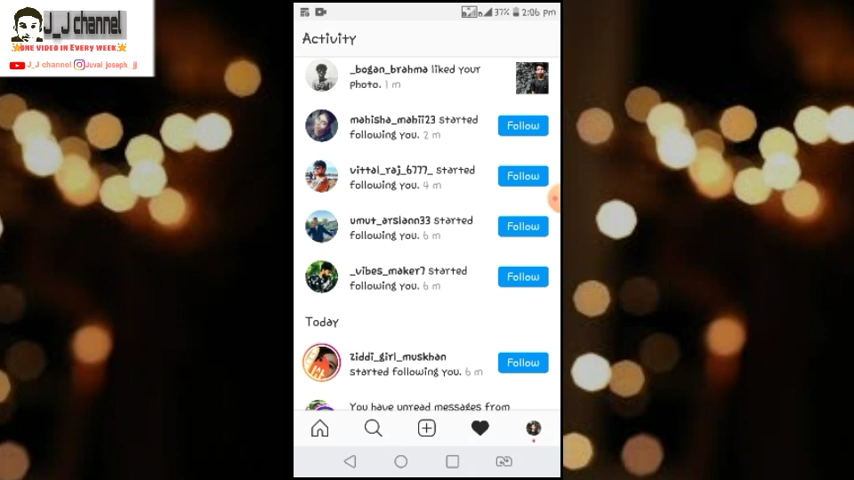 J_J channel
ONE VIDEO IN EVERY WEEK
J_J channel Juval joseph_jj
37% 2:06 pm
Activity
_bogan_brahma liked your
photo. 1 m
mahisha_mahii23 started
following you. 2 m
Follow
vittal_raj_6777_ started
following you. 4 m
Follow
umut_arslann33 started
following you. 6 m
Follow
_vibes_maker7 started
following you. 6 m
Follow
Today
ziddi_girl_muskhan
started following you. 6 m
Follow
You have unread messages from